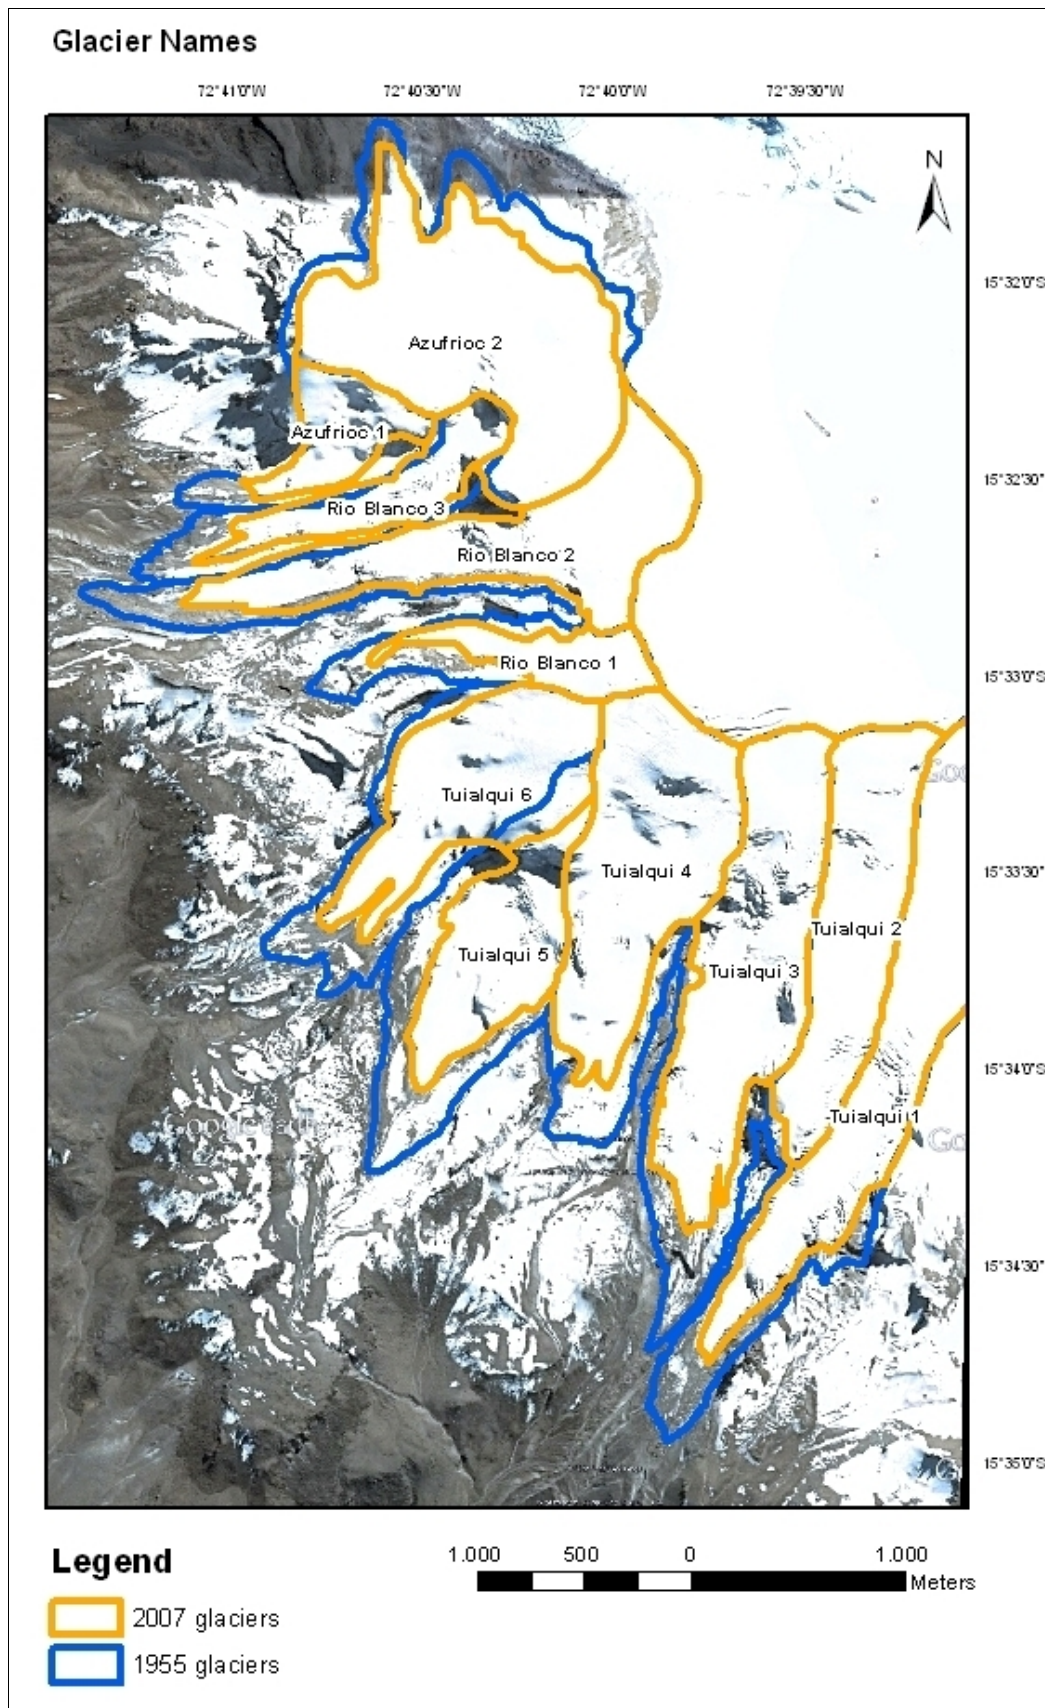 Glacier Names
72°41'0"W 72°40'30"W 72°40'0"W 72°39'30"W
N
15°32'0"S
Azufrioc 2
Azufrioc 1
15°32'30"
Rio Blanco 3
Rio Blanco 2
Rio Blanco 1
15°33'0"S
Tuialqui 6
Tuialqui 4
15°33'30"
Tuialqui 2
Tuialqui 5
Tuialqui 3
15°34'0"S
Tuialqui 1
Google
15°34'30"
15°35'0"S
Legend
1.000 500 0 1.000
Meters
2007 glaciers
1955 glaciers